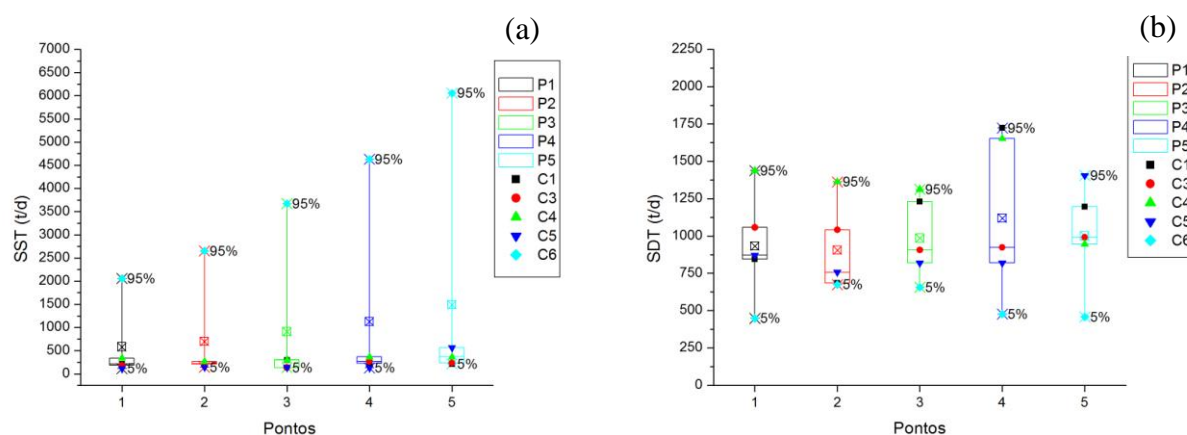 (a)
7000
6500
6000
5500
5000
4500
4000
3500
3000
2500
2000
1500
1000
500
0
SST (t/d)
95%
95%
95%
95%
95%
5%
5%
5%
5%
5%
1 2 3 4 5
Pontos
P1
P2
P3
P4
P5
C1
C3
C4
C5
C6
(b)
2250
2000
1750
1500
1250
1000
750
500
250
0
SDT (t/d)
95%
95%
95%
95%
95%
5%
5%
5%
5%
5%
1 2 3 4 5
Pontos
P1
P2
P3
P4
P5
C1
C3
C4
C5
C6